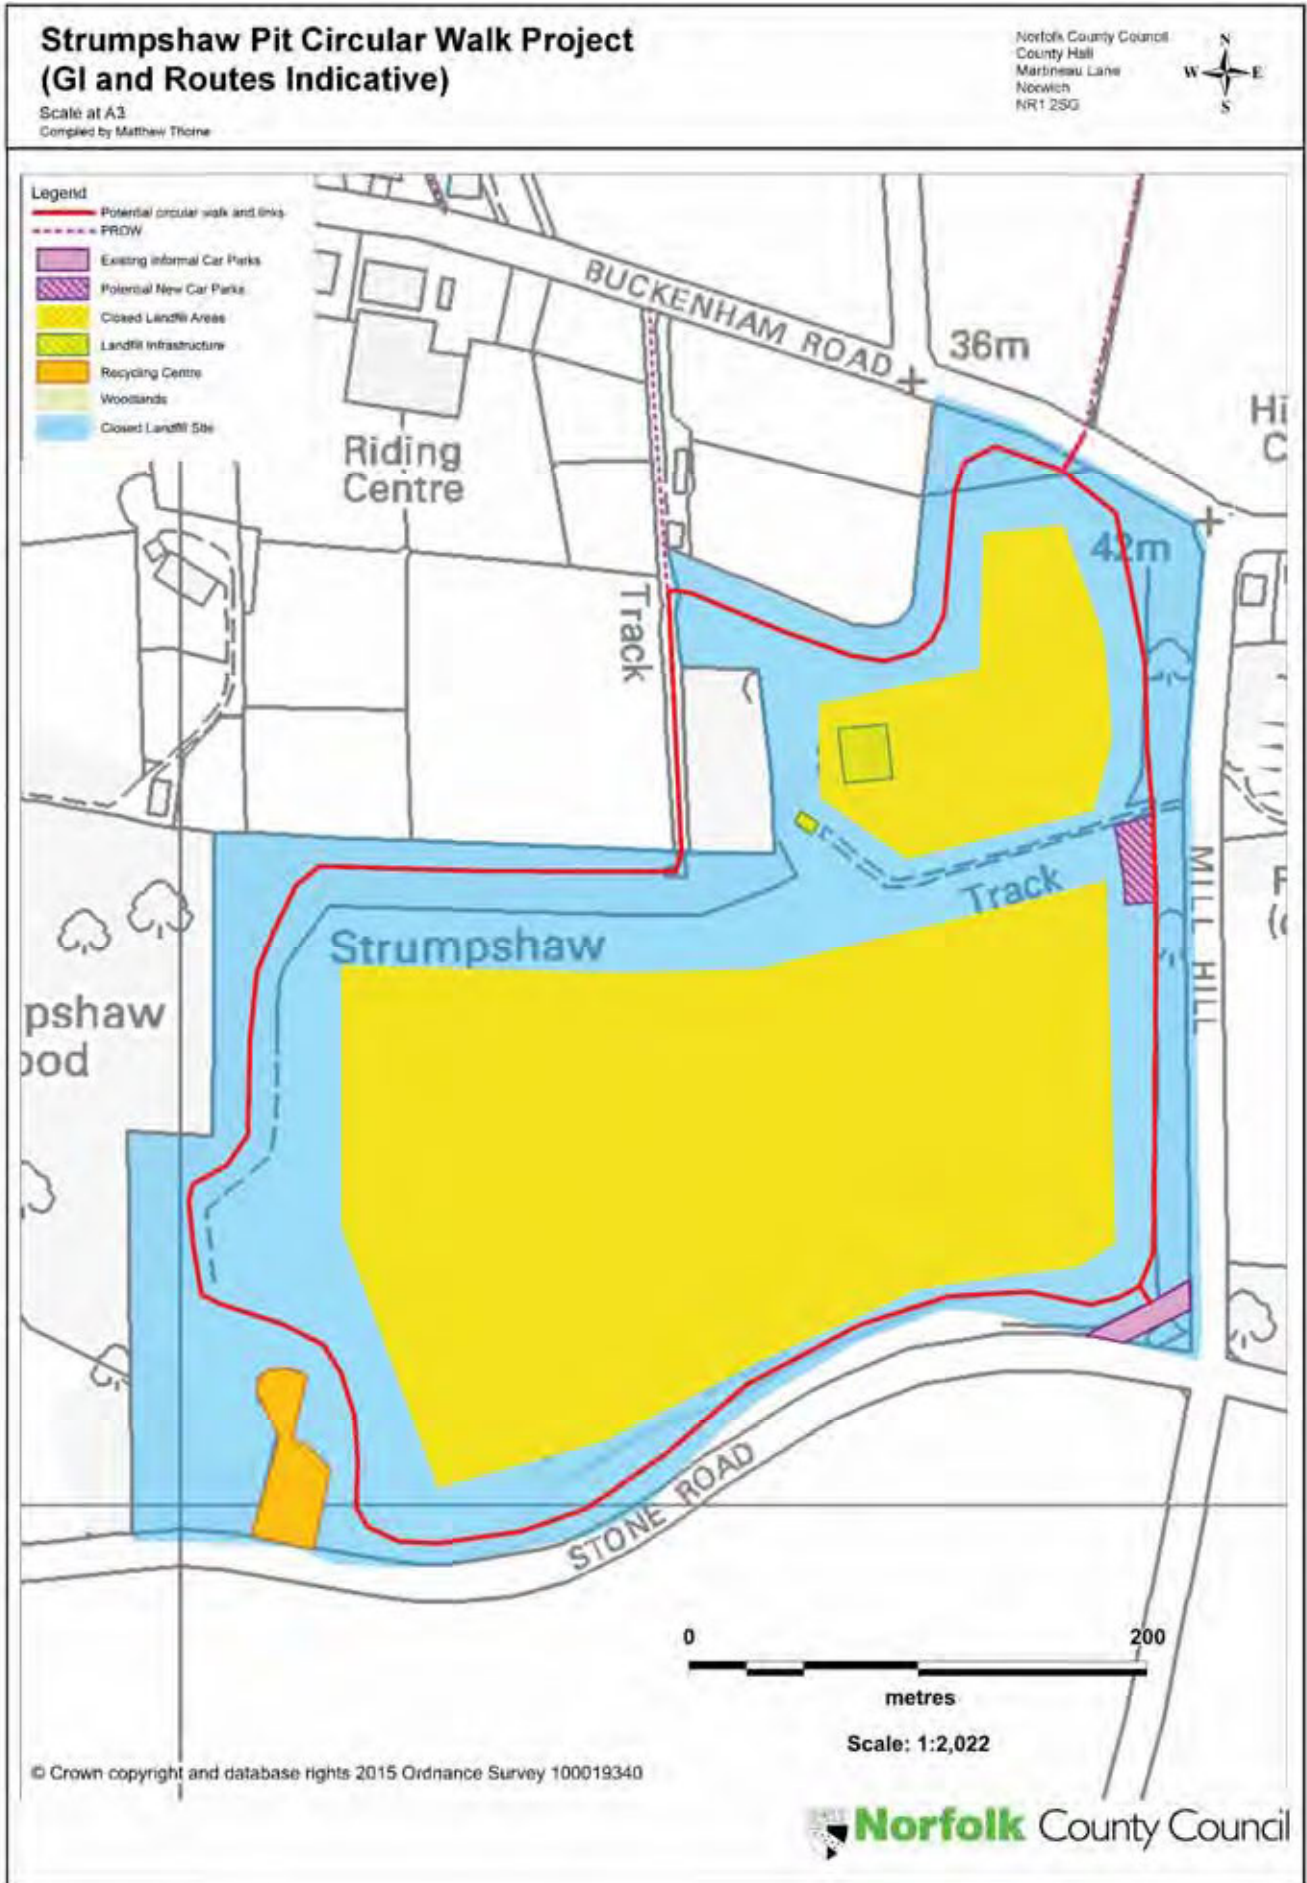 Strumpshaw Pit Circular Walk Project
(GI and Routes Indicative)
Scale at A3
Compiled by Matthew Thorne
Norfolk County Council
County Hall
Martineau Lane
Norwich
NR1 2SG
N
W E
S
Legend
Potential circular walk and links
PROW
Existing Informal Car Parks
Potential New Car Parks
Closed Landfill Areas
Landfill Infrastructure
Recycling Centre
Woodlands
Closed Landfill Site
BUCKENHAM ROAD
36m
Hi
C
Riding
Centre
42m
Track
Track
MILL HILL
Strumpshaw
pshaw
ood
STONE ROAD
0 200
metres
Scale: 1:2,022
© Crown copyright and database rights 2015 Ordnance Survey 100019340
Norfolk County Council